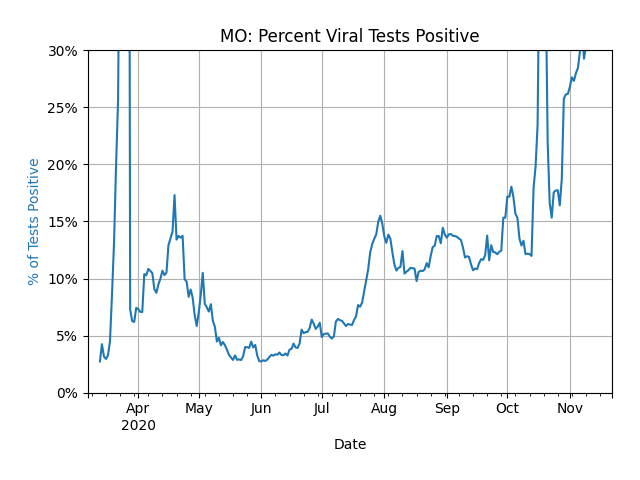 MO: Percent Viral Tests Positive
% of Tests Positive
30%
25%
20%
15%
10%
5%
0%
Apr May Jun Jul Aug Sep Oct Nov
2020
Date